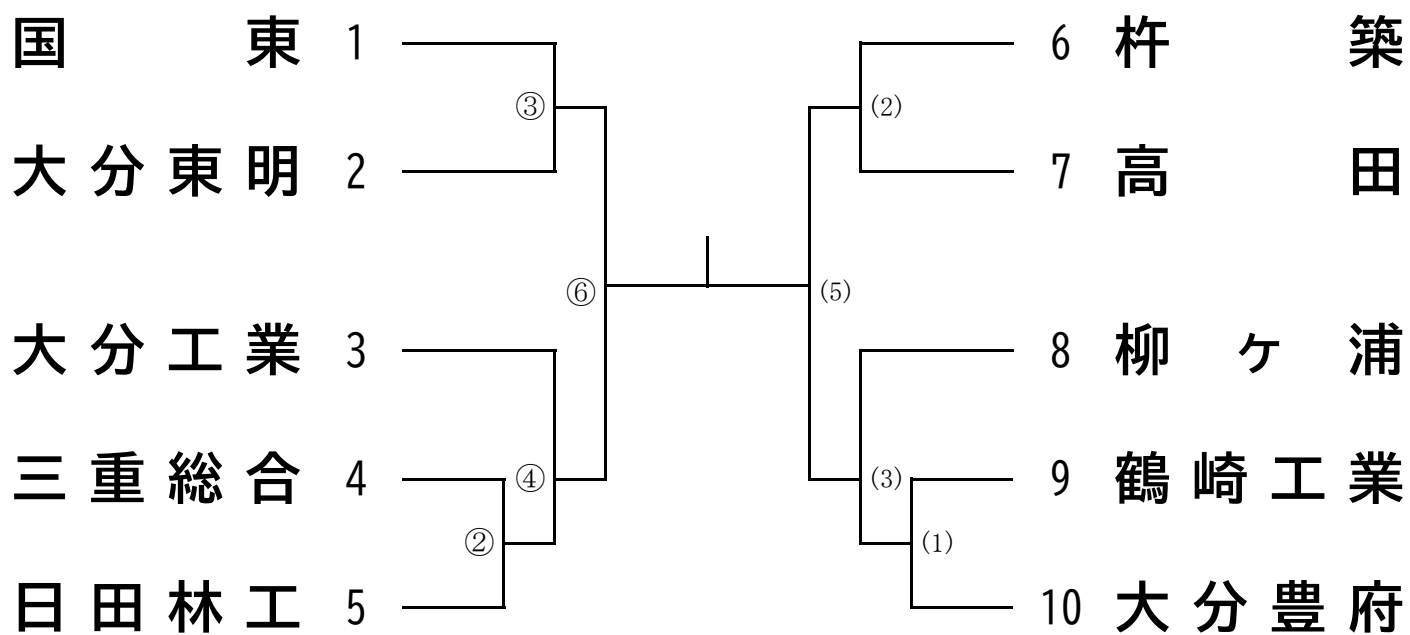 国東 1
③
大分東明 2
⑥
大分工業 3
三重総合 4
④
②
日田林工 5
6 杵築
(2)
7 高田
(5)
8 柳ヶ浦
9 鶴崎工業
(3)
(1)
10 大分豊府